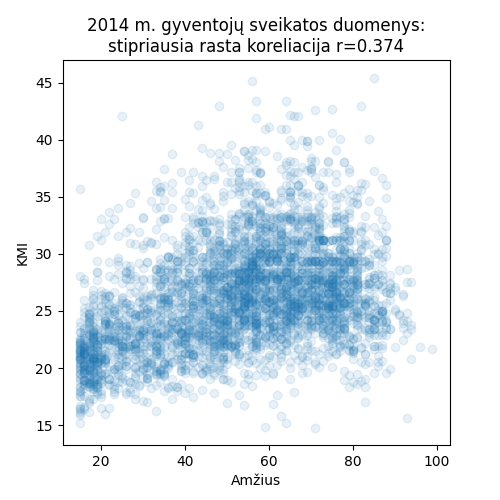 2014 m. gyventojų sveikatos duomenys:
stipriausia rasta koreliacija r=0.374
45
40
35
30
25
20
15
KMI
20 40 60 80 100
Amžius